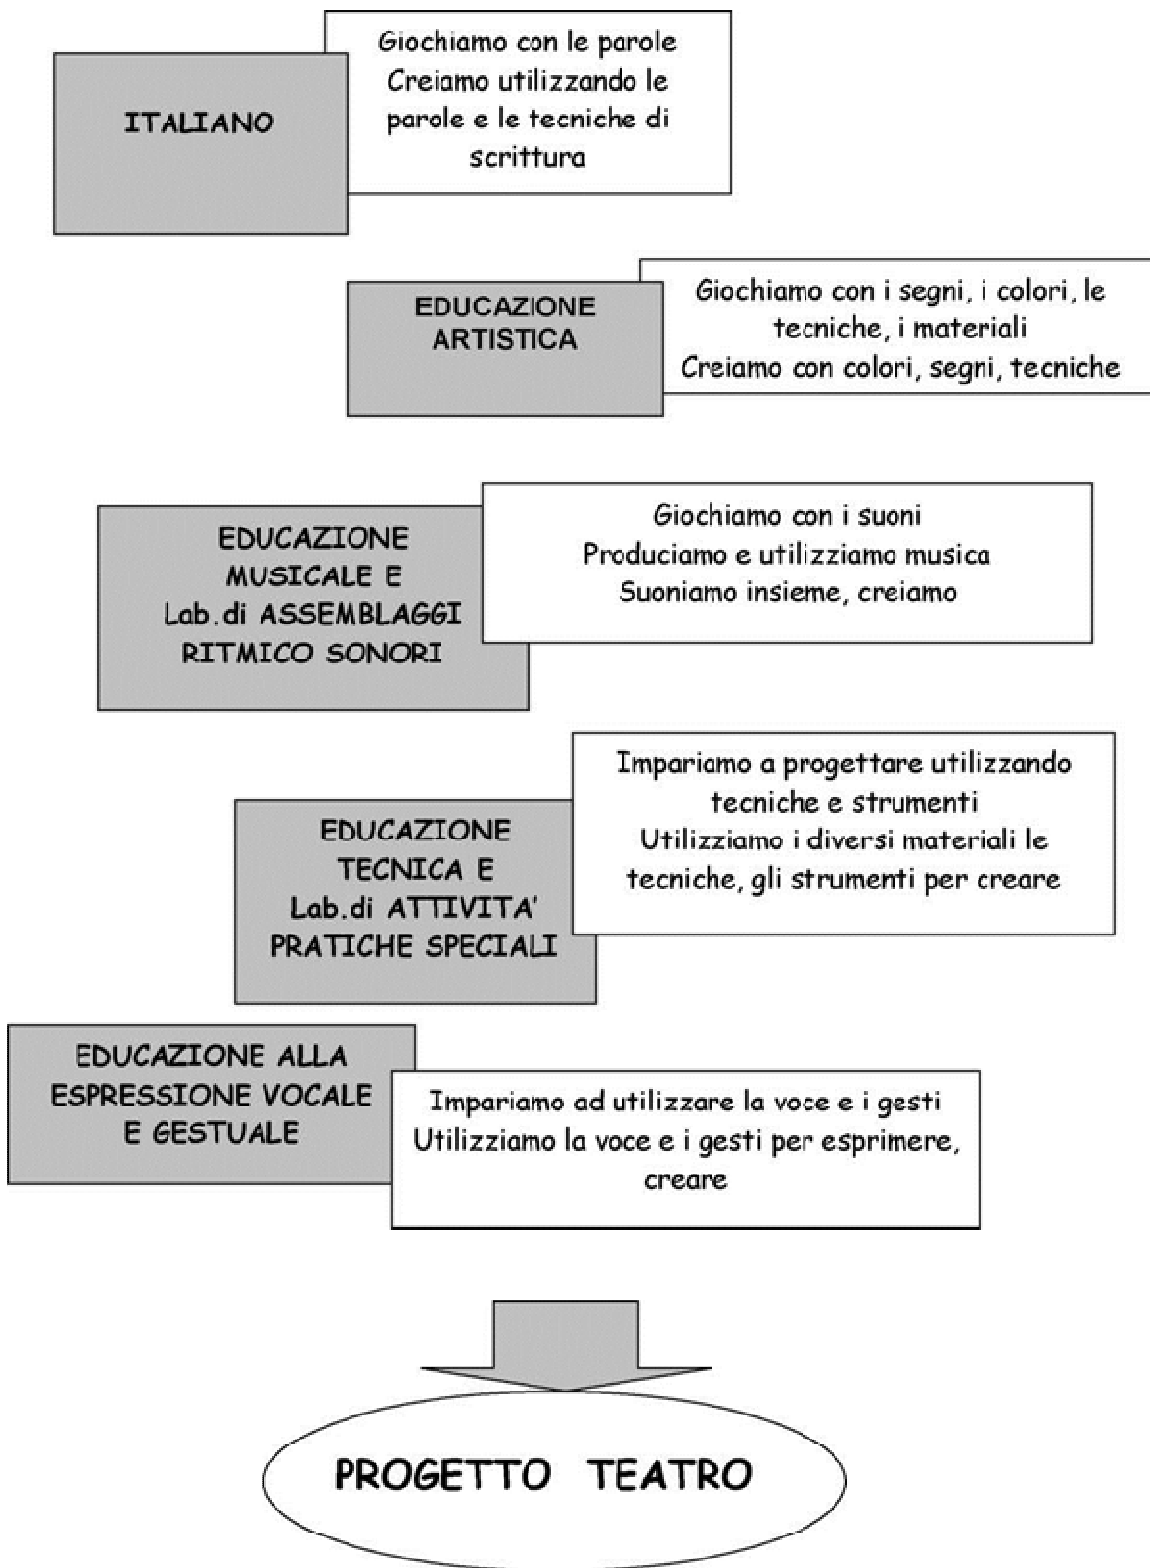 ITALIANO
Giochiamo con le parole
Creiamo utilizzando le
parole e le tecniche di
scrittura
EDUCAZIONE
ARTISTICA
Giochiamo con i segni, i colori, le
tecniche, i materiali
Creiamo con colori, segni, tecniche
EDUCAZIONE
MUSICALE E
Lab.di ASSEMBLAGGI
RITMICO SONORI
Giochiamo con i suoni
Produciamo e utilizziamo musica
Suoniamo insieme, creiamo
EDUCAZIONE
TECNICA E
Lab.di ATTIVITA'
PRATICHE SPECIALI
Impariamo a progettare utilizzando
tecniche e strumenti
Utilizziamo i diversi materiali le
tecniche, gli strumenti per creare
EDUCAZIONE ALLA
ESPRESSIONE VOCALE
E GESTUALE
Impariamo ad utilizzare la voce e i gesti
Utilizziamo la voce e i gesti per esprimere,
creare
PROGETTO TEATRO